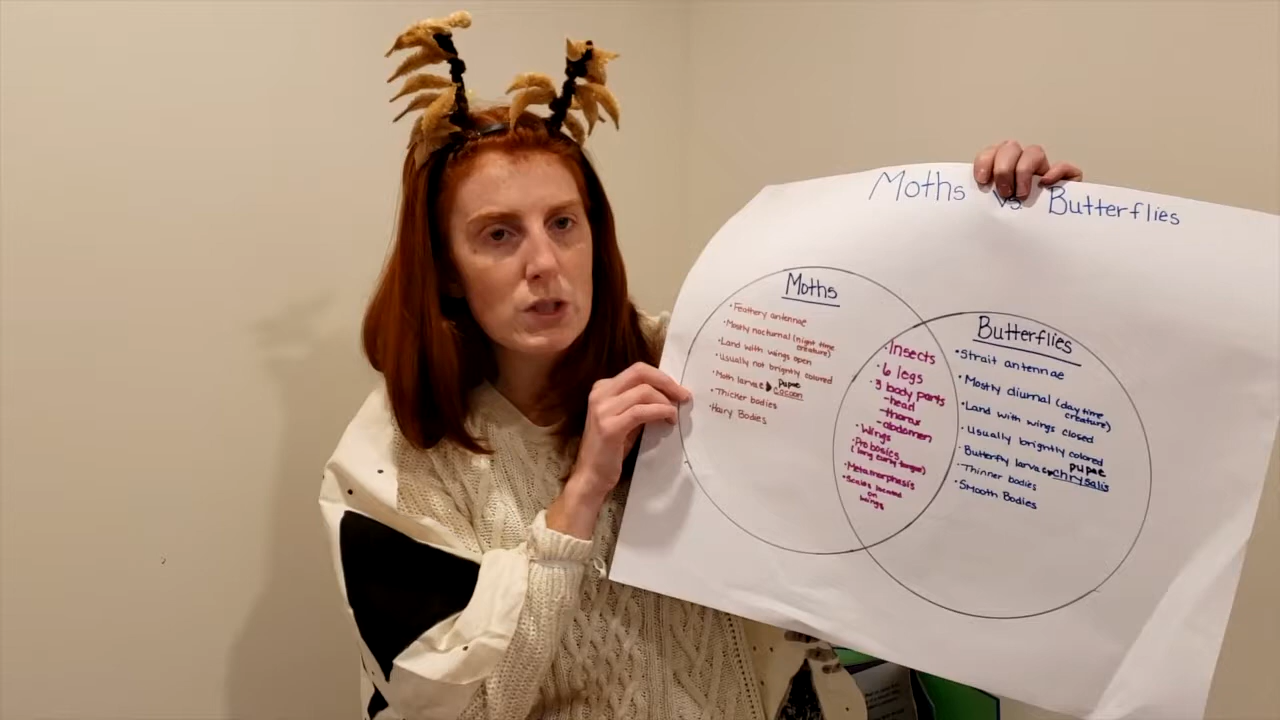 Moths vs. Butterflies
Moths
• Feathery antennae
• Mostly nocturnal (night time
creature)
• Land with wings open
• Usually not brightly colored
• Moth larvae pupae
cocoon
• Thicker bodies
• Hairy Bodies
• Insects
• 6 legs
• 3 body parts
- head
- thorax
- abdomen
• Wings
• Probosics
(long curly tongue)
• Metamorphasis
• Scales located
on
wings
Butterflies
• Strait antennae
• Mostly diurnal (day time
creature)
• Land with wings closed
• Usually brightly colored
• Butterfly larvae pupae
chrysalis
• Thinner bodies
• Smooth Bodies